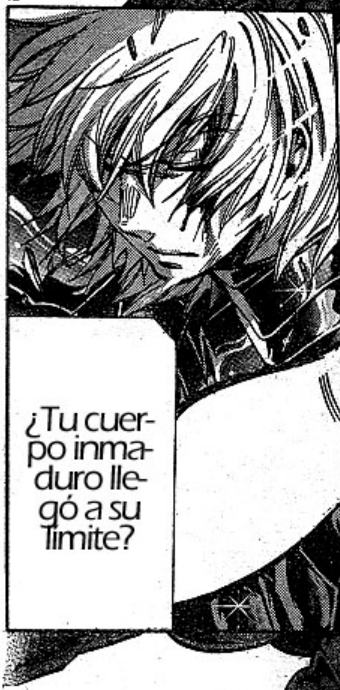 ¿Tu cuer-
po inma-
duro lle-
gó a su
límite?